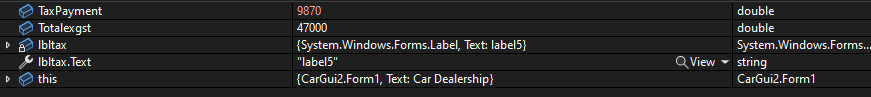 TaxPayment 9870 double
Totalexgst 47000 double
lbltax {System.Windows.Forms.Label, Text: label5} System.Windows.Forms...
lbltax.Text "label5" View string
this {CarGui2.Form1, Text: Car Dealership} CarGui2.Form1